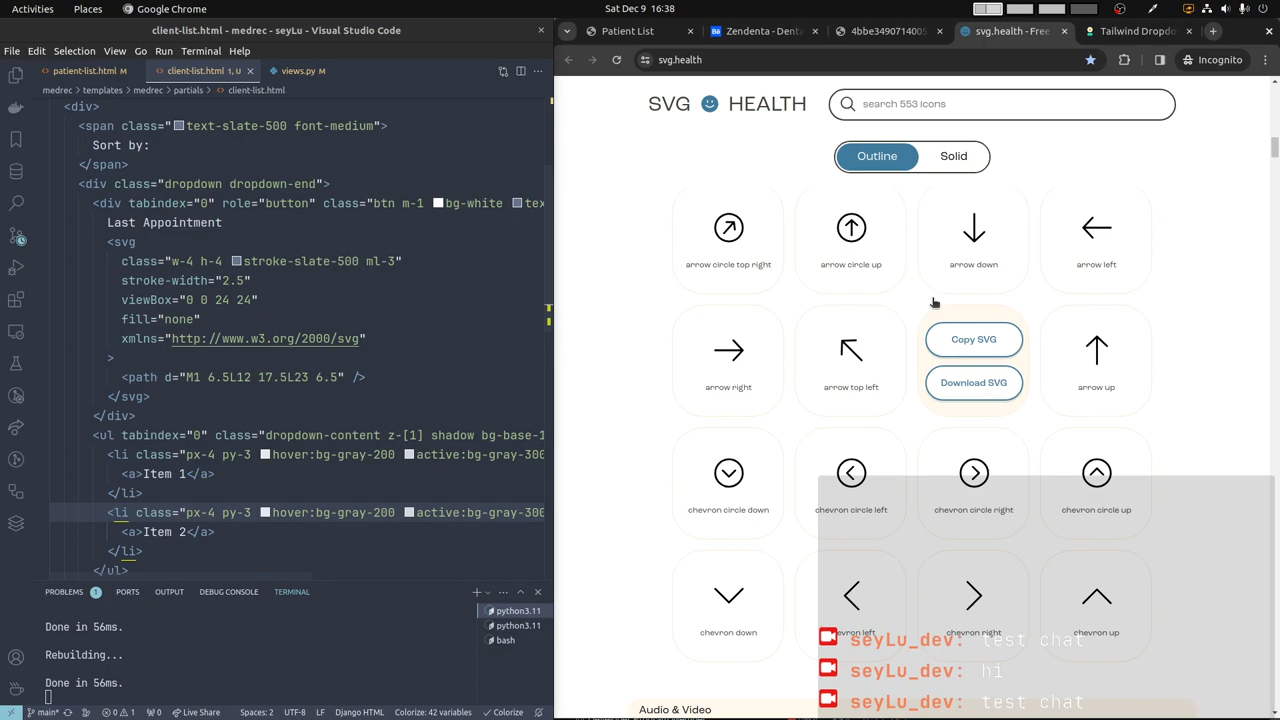 Activities Places Google Chrome Sat Dec 9 16:38
client-list.html - medrec - seyLu - Visual Studio Code
File Edit Selection View Go Run Terminal Help
patient-list.html M client-list.html 1, U views.py M
medrec > templates > medrec > partials > client-list.html
<div>
<span class="text-slate-500 font-medium">
Sort by:
</span>
<div class="dropdown dropdown-end">
<div tabindex="0" role="button" class="btn m-1 bg-white tex
Last Appointment
<svg
class="w-4 h-4 stroke-slate-500 ml-3"
stroke-width="2.5"
viewBox="0 0 24 24"
fill="none"
xmlns="http://www.w3.org/2000/svg"
>
<path d="M1 6.5L12 17.5L23 6.5" />
</svg>
</div>
<ul tabindex="0" class="dropdown-content z-[1] shadow bg-base-1
<li class="px-4 py-3 hover:bg-gray-200 active:bg-gray-300
<a>Item 1</a>
</li>
<li class="px-4 py-3 hover:bg-gray-200 active:bg-gray-300
<a>Item 2</a>
</li>
</ul>
PROBLEMS 1 PORTS OUTPUT DEBUG CONSOLE TERMINAL
Done in 56ms.
Rebuilding...
Done in 56ms.
python3.11
python3.11
bash
main* 0 1 0 Live Share Spaces: 2 UTF-8 LF Django HTML Colorize: 42 variables Colorize
Patient List Zendenta - Denta 4bbe3490714005 svg.health - Free Tailwind Dropdo
svg.health Incognito
SVG HEALTH search 553 icons
Outline Solid
arrow circle top right arrow circle up arrow down arrow left
Copy SVG
Download SVG
arrow right arrow top left arrow up
chevron circle down chevron circle left chevron circle right chevron circle up
chevron down evron left chevron right chevron up
seyLu_dev: test chat
seyLu_dev: hi
seyLu_dev: test chat
Audio & Video